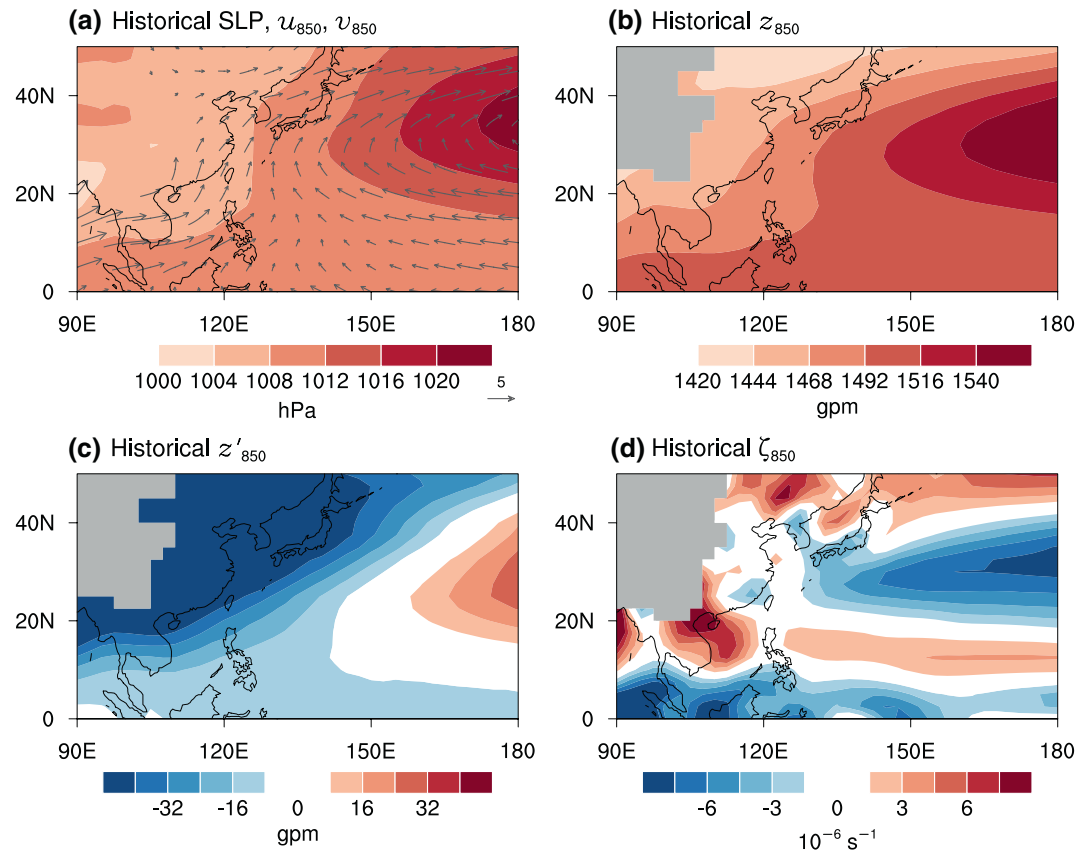 (a) Historical SLP, u₈₅₀, v₈₅₀
(b) Historical z₈₅₀
40N
20N
0
90E 120E 150E 180
40N
20N
0
90E 120E 150E 180
1000 1004 1008 1012 1016 1020
hPa
5
1420 1444 1468 1492 1516 1540
gpm
(c) Historical z′₈₅₀
(d) Historical ζ₈₅₀
40N
20N
0
90E 120E 150E 180
40N
20N
0
90E 120E 150E 180
-32 -16 0 16 32
gpm
-6 -3 0 3 6
10⁻⁶ s⁻¹